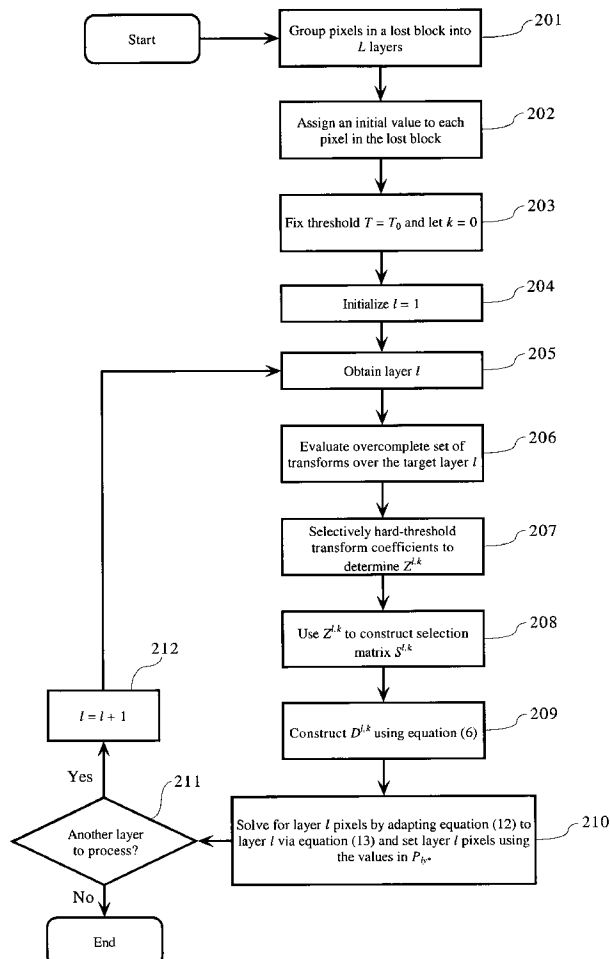 Start
Group pixels in a lost block into
L layers
201
Assign an initial value to each
pixel in the lost block
202
Fix threshold T = T₀ and let k = 0
203
Initialize l = 1
204
Obtain layer l
205
Evaluate overcomplete set of
transforms over the target layer l
206
Selectively hard-threshold
transform coefficients to
determine Z^{l,k}
207
Use Z^{l,k} to construct selection
matrix S^{l,k}
208
Construct D^{l,k} using equation (6)
209
Solve for layer l pixels by adapting equation (12) to
layer l via equation (13) and set layer l pixels using
the values in P_{ly*}
210
Another layer
to process?
211
Yes
l = l + 1
212
No
End